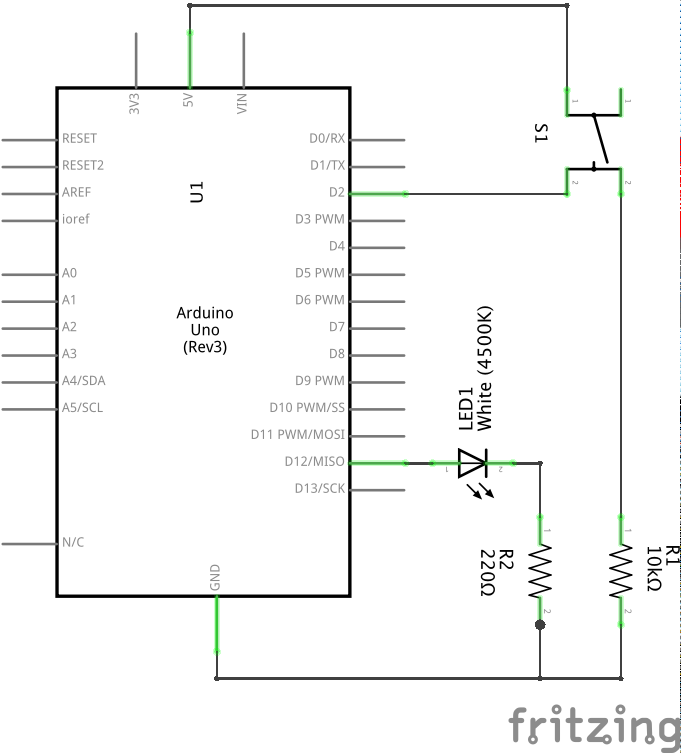 3V3
5V
VIN
RESET
RESET2
AREF
ioref
A0
A1
A2
A3
A4/SDA
A5/SCL
N/C
U1
Arduino
Uno
(Rev3)
D0/RX
D1/TX
D2
D3 PWM
D4
D5 PWM
D6 PWM
D7
D8
D9 PWM
D10 PWM/SS
D11 PWM/MOSI
D12/MISO
D13/SCK
GND
S1
1
1
2
2
LED1
White (4500K)
1
2
R2
220Ω
1
2
R1
10kΩ
1
2
fritzing